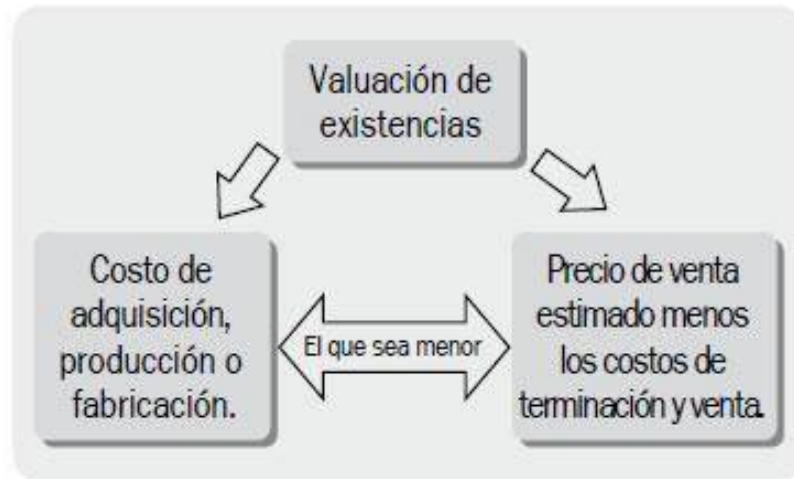 Valuación de
existencias
Costo de
adquisición,
producción o
fabricación.
El que sea menor
Precio de venta
estimado menos
los costos de
terminación y venta.